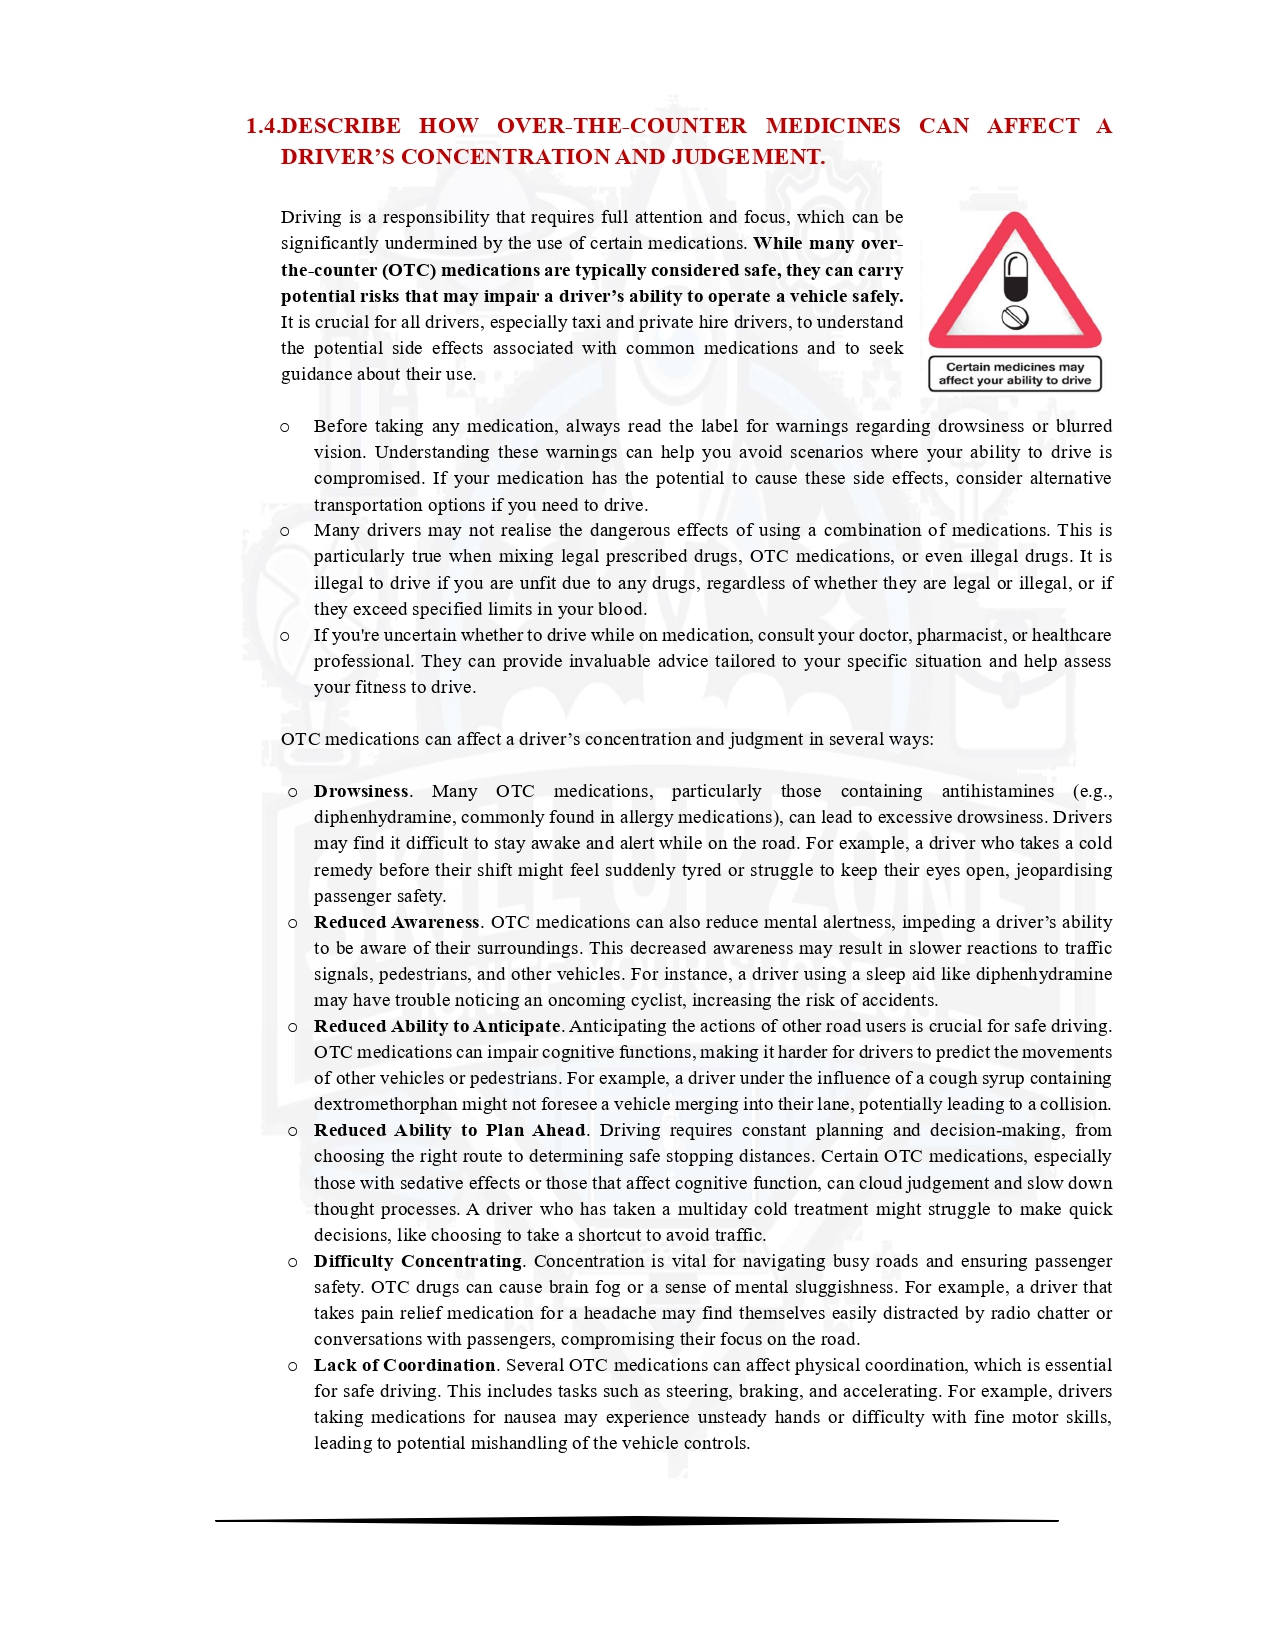 1.4.DESCRIBE HOW OVER-THE-COUNTER MEDICINES CAN AFFECT A
DRIVER’S CONCENTRATION AND JUDGEMENT.
Driving is a responsibility that requires full attention and focus, which can be
significantly undermined by the use of certain medications. While many over-
the-counter (OTC) medications are typically considered safe, they can carry
potential risks that may impair a driver’s ability to operate a vehicle safely.
It is crucial for all drivers, especially taxi and private hire drivers, to understand
the potential side effects associated with common medications and to seek
guidance about their use.
Certain medicines may
affect your ability to drive
o Before taking any medication, always read the label for warnings regarding drowsiness or blurred
vision. Understanding these warnings can help you avoid scenarios where your ability to drive is
compromised. If your medication has the potential to cause these side effects, consider alternative
transportation options if you need to drive.
o Many drivers may not realise the dangerous effects of using a combination of medications. This is
particularly true when mixing legal prescribed drugs, OTC medications, or even illegal drugs. It is
illegal to drive if you are unfit due to any drugs, regardless of whether they are legal or illegal, or if
they exceed specified limits in your blood.
o If you're uncertain whether to drive while on medication, consult your doctor, pharmacist, or healthcare
professional. They can provide invaluable advice tailored to your specific situation and help assess
your fitness to drive.
OTC medications can affect a driver’s concentration and judgment in several ways:
o Drowsiness. Many OTC medications, particularly those containing antihistamines (e.g.,
diphenhydramine, commonly found in allergy medications), can lead to excessive drowsiness. Drivers
may find it difficult to stay awake and alert while on the road. For example, a driver who takes a cold
remedy before their shift might feel suddenly tyred or struggle to keep their eyes open, jeopardising
passenger safety.
o Reduced Awareness. OTC medications can also reduce mental alertness, impeding a driver’s ability
to be aware of their surroundings. This decreased awareness may result in slower reactions to traffic
signals, pedestrians, and other vehicles. For instance, a driver using a sleep aid like diphenhydramine
may have trouble noticing an oncoming cyclist, increasing the risk of accidents.
o Reduced Ability to Anticipate. Anticipating the actions of other road users is crucial for safe driving.
OTC medications can impair cognitive functions, making it harder for drivers to predict the movements
of other vehicles or pedestrians. For example, a driver under the influence of a cough syrup containing
dextromethorphan might not foresee a vehicle merging into their lane, potentially leading to a collision.
o Reduced Ability to Plan Ahead. Driving requires constant planning and decision-making, from
choosing the right route to determining safe stopping distances. Certain OTC medications, especially
those with sedative effects or those that affect cognitive function, can cloud judgement and slow down
thought processes. A driver who has taken a multiday cold treatment might struggle to make quick
decisions, like choosing to take a shortcut to avoid traffic.
o Difficulty Concentrating. Concentration is vital for navigating busy roads and ensuring passenger
safety. OTC drugs can cause brain fog or a sense of mental sluggishness. For example, a driver that
takes pain relief medication for a headache may find themselves easily distracted by radio chatter or
conversations with passengers, compromising their focus on the road.
o Lack of Coordination. Several OTC medications can affect physical coordination, which is essential
for safe driving. This includes tasks such as steering, braking, and accelerating. For example, drivers
taking medications for nausea may experience unsteady hands or difficulty with fine motor skills,
leading to potential mishandling of the vehicle controls.
SKILL UP ZONE
IGNITE YOUR SUCCESS